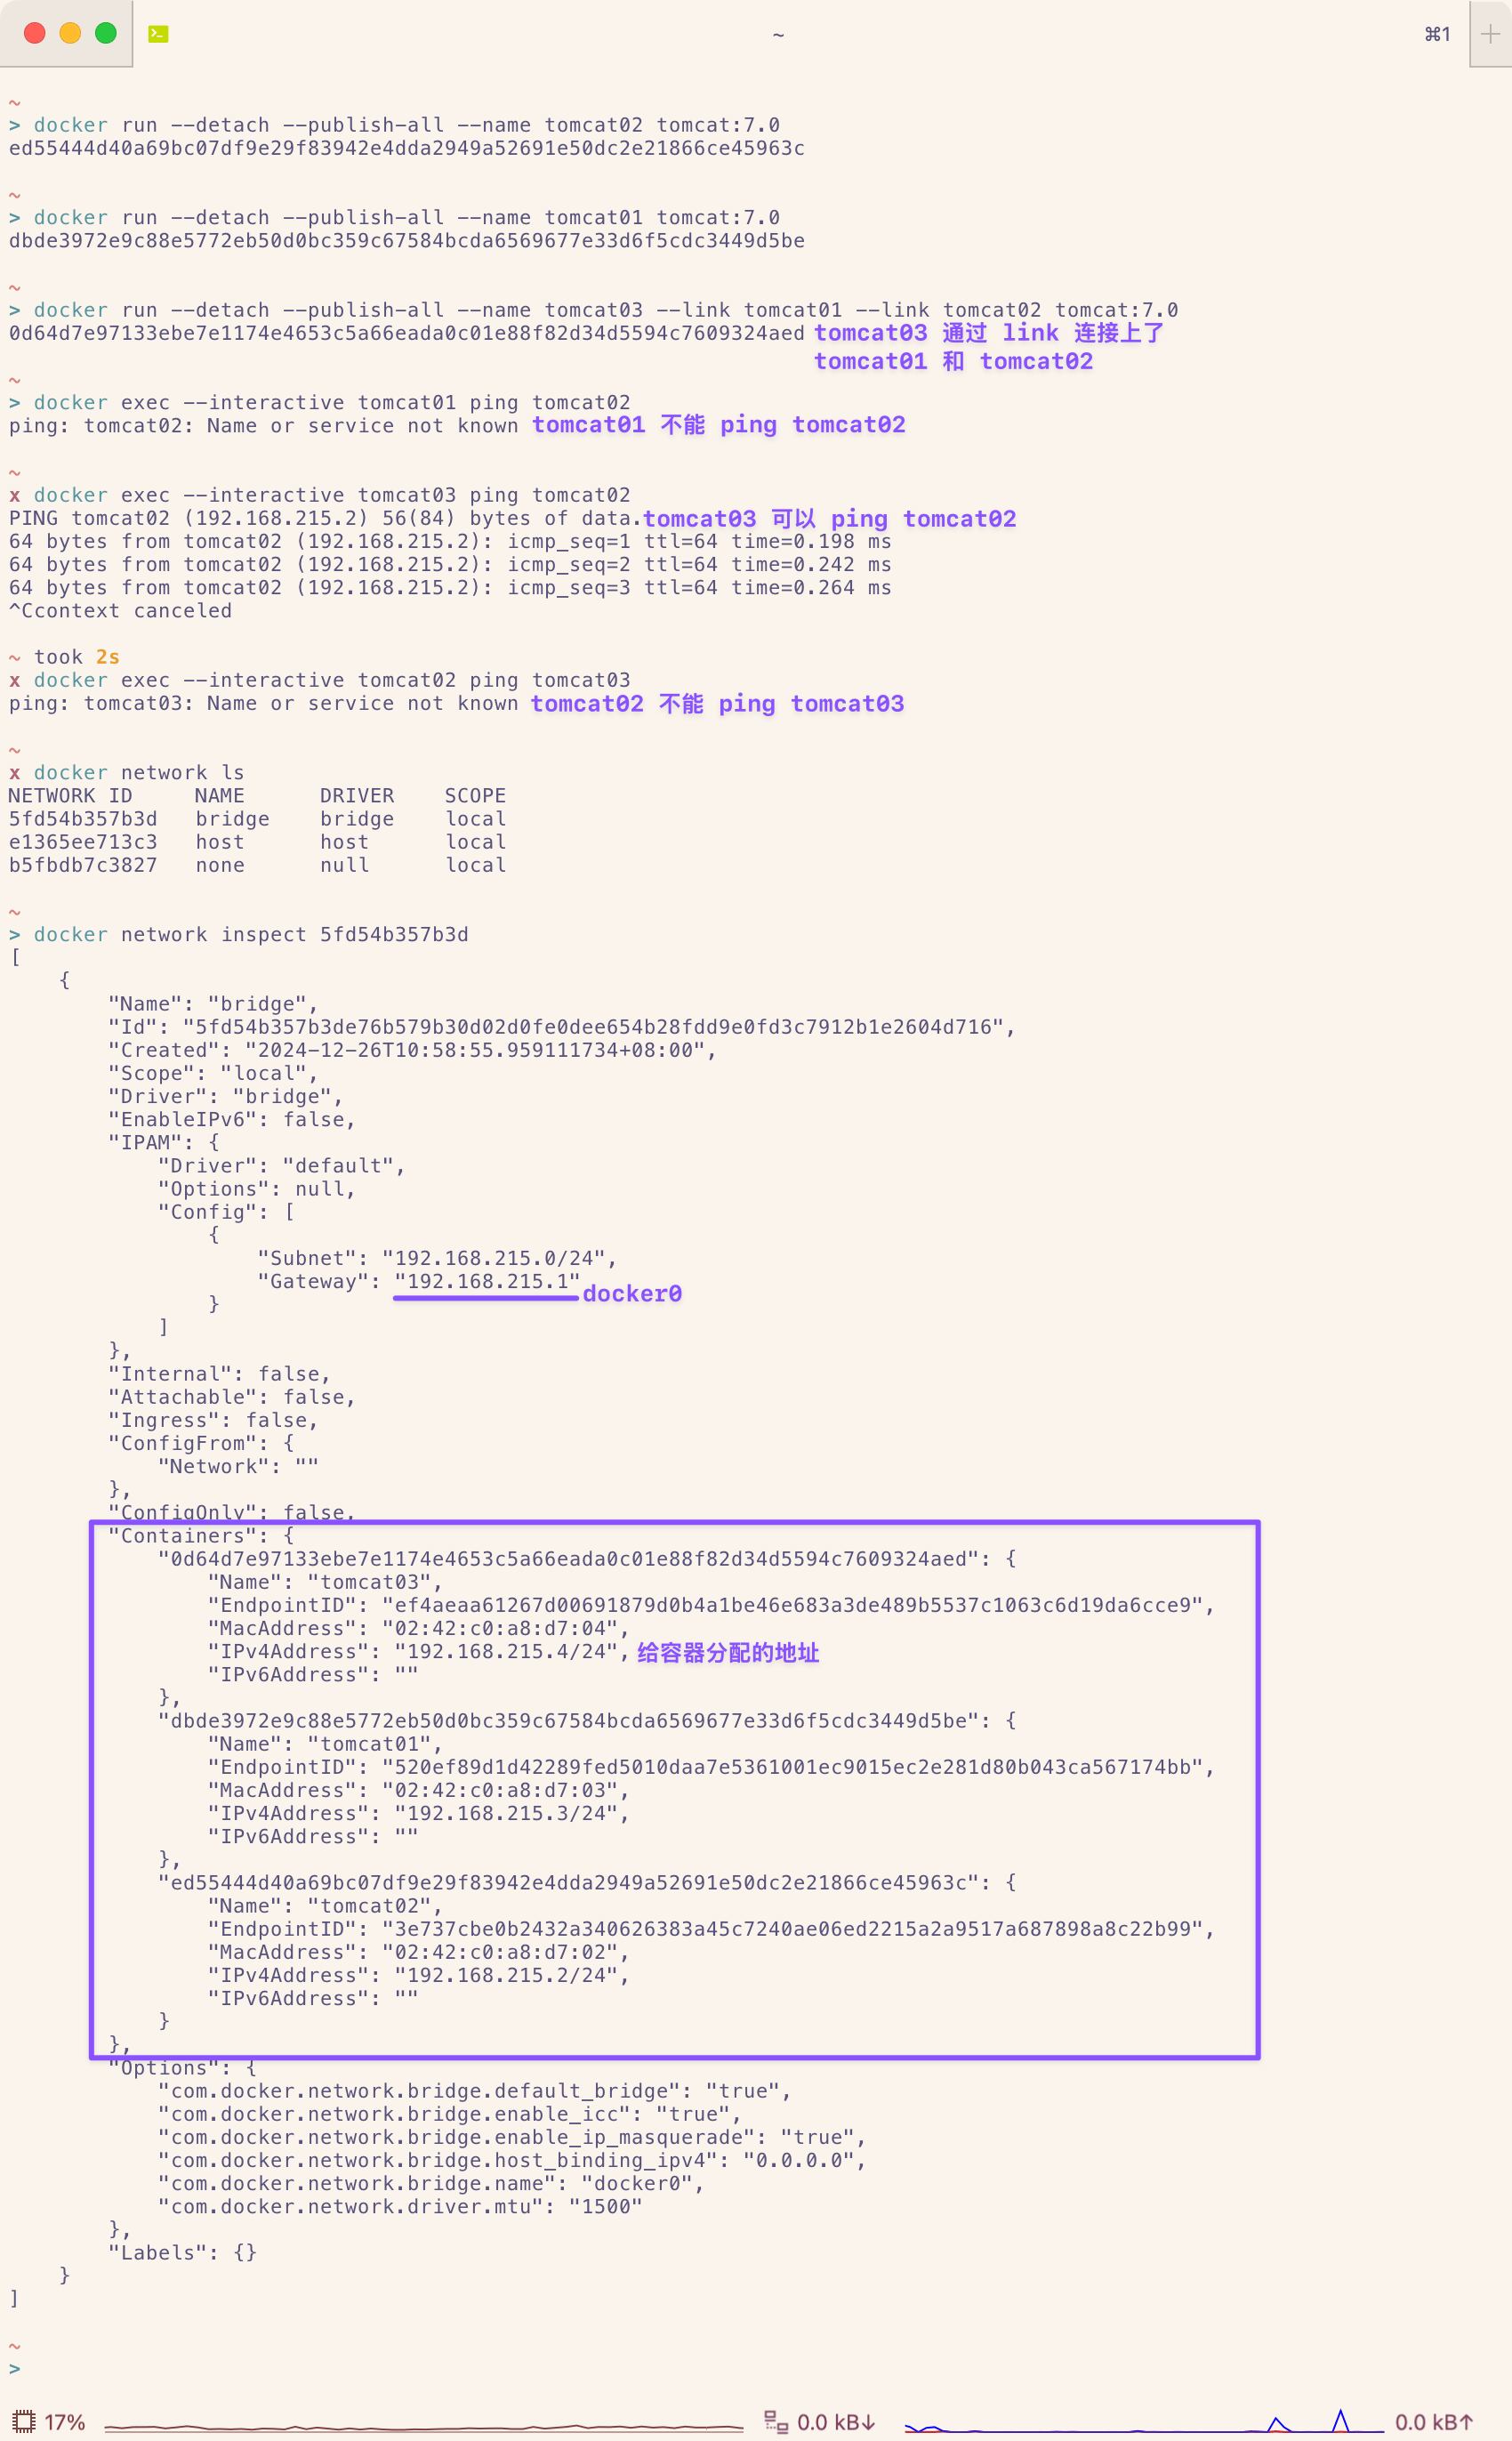 ~
⌘1
~
> docker run --detach --publish-all --name tomcat02 tomcat:7.0
ed55444d40a69bc07df9e29f83942e4dda2949a52691e50dc2e21866ce45963c
~
> docker run --detach --publish-all --name tomcat01 tomcat:7.0
dbde3972e9c88e5772eb50d0bc359c67584bcda6569677e33d6f5cdc3449d5be
~
> docker run --detach --publish-all --name tomcat03 --link tomcat01 --link tomcat02 tomcat:7.0
0d64d7e97133ebe7e1174e4653c5a66eada0c01e88f82d34d5594c7609324aed tomcat03 通过 link 连接上了
tomcat01 和 tomcat02
~
> docker exec --interactive tomcat01 ping tomcat02
ping: tomcat02: Name or service not known tomcat01 不能 ping tomcat02
~
x docker exec --interactive tomcat03 ping tomcat02
PING tomcat02 (192.168.215.2) 56(84) bytes of data. tomcat03 可以 ping tomcat02
64 bytes from tomcat02 (192.168.215.2): icmp_seq=1 ttl=64 time=0.198 ms
64 bytes from tomcat02 (192.168.215.2): icmp_seq=2 ttl=64 time=0.242 ms
64 bytes from tomcat02 (192.168.215.2): icmp_seq=3 ttl=64 time=0.264 ms
^Ccontext canceled
~ took 2s
x docker exec --interactive tomcat02 ping tomcat03
ping: tomcat03: Name or service not known tomcat02 不能 ping tomcat03
~
x docker network ls
NETWORK ID     NAME      DRIVER    SCOPE
5fd54b357b3d   bridge    bridge    local
e1365ee713c3   host      host      local
b5fbdb7c3827   none      null      local
~
> docker network inspect 5fd54b357b3d
[
    {
        "Name": "bridge",
        "Id": "5fd54b357b3de76b579b30d02d0fe0dee654b28fdd9e0fd3c7912b1e2604d716",
        "Created": "2024-12-26T10:58:55.959111734+08:00",
        "Scope": "local",
        "Driver": "bridge",
        "EnableIPv6": false,
        "IPAM": {
            "Driver": "default",
            "Options": null,
            "Config": [
                {
                    "Subnet": "192.168.215.0/24",
                    "Gateway": "192.168.215.1" docker0
                }
            ]
        },
        "Internal": false,
        "Attachable": false,
        "Ingress": false,
        "ConfigFrom": {
            "Network": ""
        },
        "ConfigOnly": false,
        "Containers": {
            "0d64d7e97133ebe7e1174e4653c5a66eada0c01e88f82d34d5594c7609324aed": {
                "Name": "tomcat03",
                "EndpointID": "ef4aeaa61267d00691879d0b4a1be46e683a3de489b5537c1063c6d19da6cce9",
                "MacAddress": "02:42:c0:a8:d7:04",
                "IPv4Address": "192.168.215.4/24", 给容器分配的地址
                "IPv6Address": ""
            },
            "dbde3972e9c88e5772eb50d0bc359c67584bcda6569677e33d6f5cdc3449d5be": {
                "Name": "tomcat01",
                "EndpointID": "520ef89d1d42289fed5010daa7e5361001ec9015ec2e281d80b043ca567174bb",
                "MacAddress": "02:42:c0:a8:d7:03",
                "IPv4Address": "192.168.215.3/24",
                "IPv6Address": ""
            },
            "ed55444d40a69bc07df9e29f83942e4dda2949a52691e50dc2e21866ce45963c": {
                "Name": "tomcat02",
                "EndpointID": "3e737cbe0b2432a340626383a45c7240ae06ed2215a2a9517a687898a8c22b99",
                "MacAddress": "02:42:c0:a8:d7:02",
                "IPv4Address": "192.168.215.2/24",
                "IPv6Address": ""
            }
        },
        "Options": {
            "com.docker.network.bridge.default_bridge": "true",
            "com.docker.network.bridge.enable_icc": "true",
            "com.docker.network.bridge.enable_ip_masquerade": "true",
            "com.docker.network.bridge.host_binding_ipv4": "0.0.0.0",
            "com.docker.network.bridge.name": "docker0",
            "com.docker.network.driver.mtu": "1500"
        },
        "Labels": {}
    }
]
~
>
17% 0.0 kB↓ 0.0 kB↑